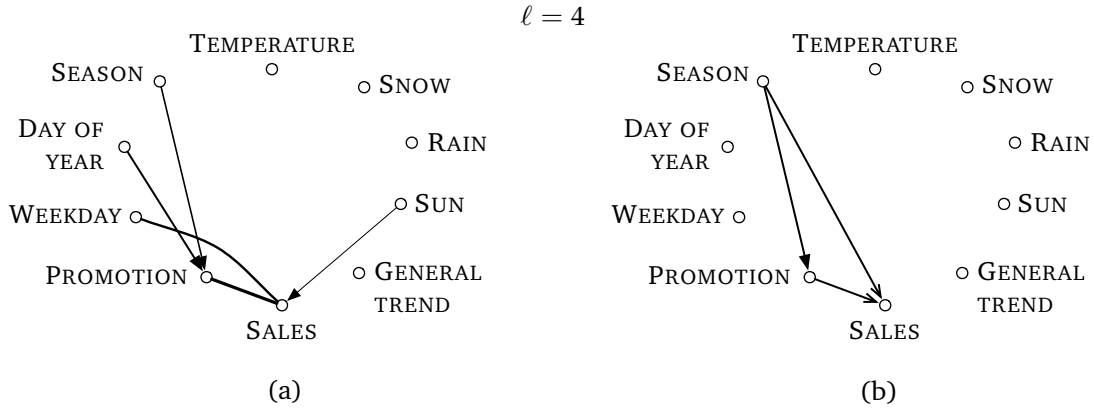 ℓ = 4
TEMPERATURE
SEASON
SNOW
DAY OF
YEAR
RAIN
WEEKDAY
SUN
PROMOTION
GENERAL
TREND
SALES
(a)
TEMPERATURE
SEASON
SNOW
DAY OF
YEAR
RAIN
WEEKDAY
SUN
PROMOTION
GENERAL
TREND
SALES
(b)